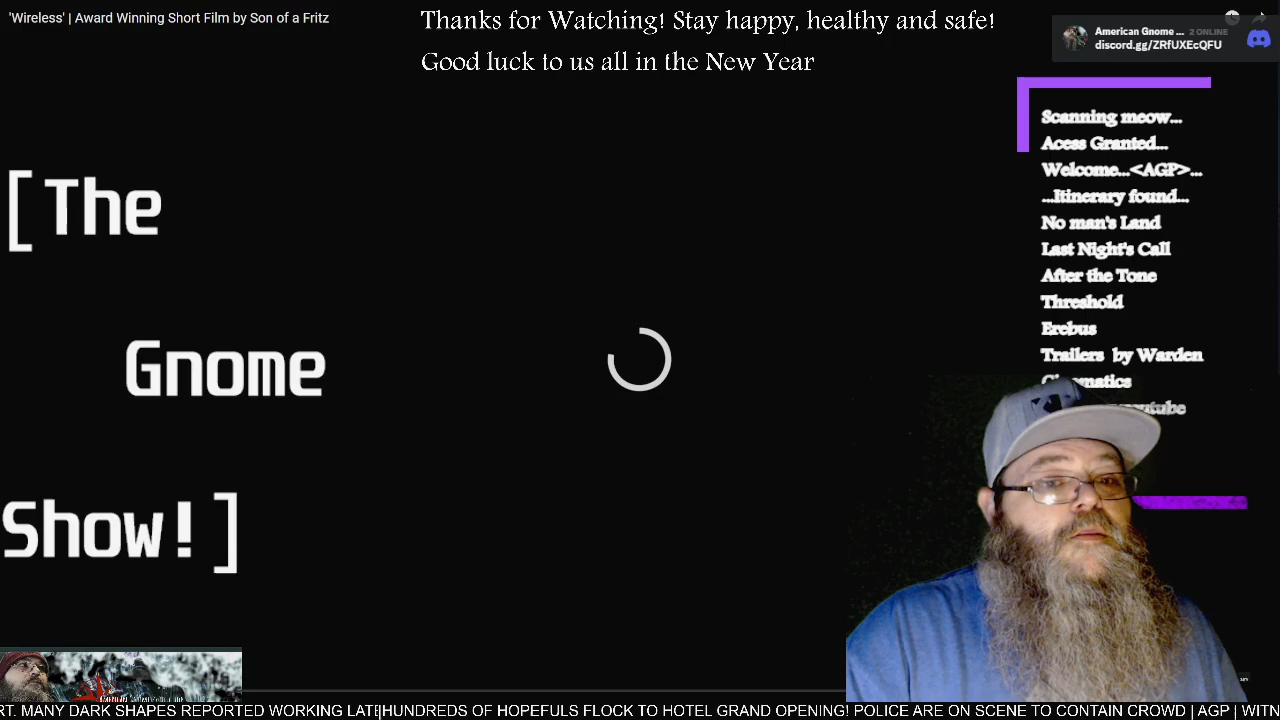 'Wireless' | Award Winning Short Film by Son of a Fritz
Thanks for Watching! Stay happy, healthy and safe!
Good luck to us all in the New Year
American Gnome ... 2 ONLINE
discord.gg/ZRfUXEcQFU
Scanning meow...
Acess Granted...
Welcome...<AGP>...
...Itinerary found...
No man's Land
Last Night's Call
After the Tone
Threshold
Erebus
Trailers by Warden
[The
Gnome
Show!]
RT. MANY DARK SHAPES REPORTED WORKING LATE|HUNDREDS OF HOPEFULS FLOCK TO HOTEL GRAND OPENING! POLICE ARE ON SCENE TO CONTAIN CROWD | AGP | WITN